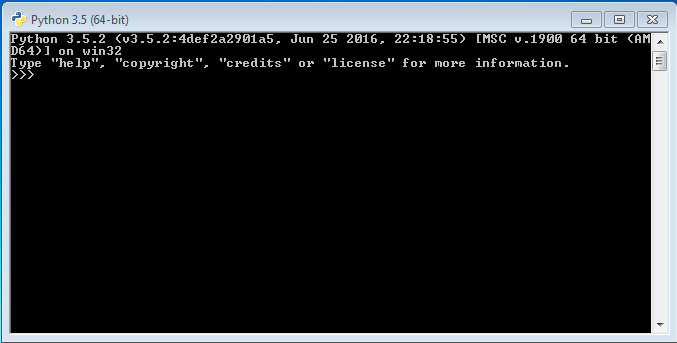 Python 3.5 (64-bit)
Python 3.5.2 (v3.5.2:4def2a2901a5, Jun 25 2016, 22:18:55) [MSC v.1900 64 bit (AM
D64)] on win32
Type "help", "copyright", "credits" or "license" for more information.
>>>